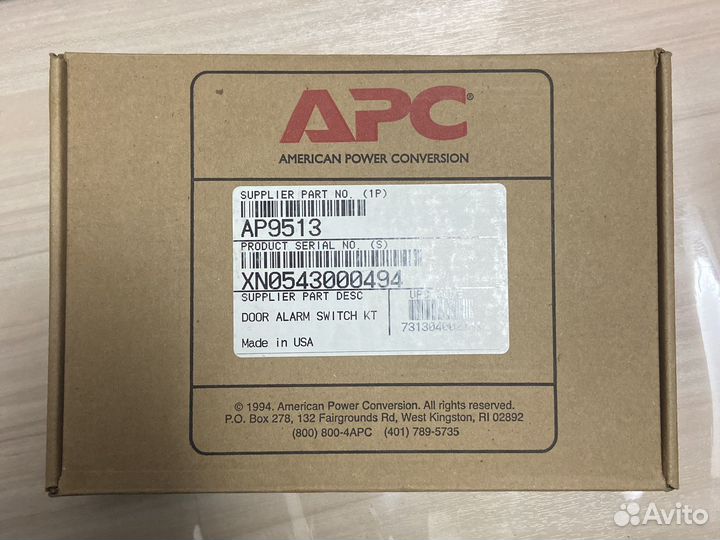 APC®
AMERICAN POWER CONVERSION
SUPPLIER PART NO. (1P)
AP9513
PRODUCT SERIAL NO. (S)
XN0543000494
SUPPLIER PART DESC
DOOR ALARM SWITCH KT
Made in USA
© 1994. American Power Conversion. All rights reserved.
P.O. Box 278, 132 Fairgrounds Rd, West Kingston, RI 02892
(800) 800-4APC (401) 789-5735
Avito